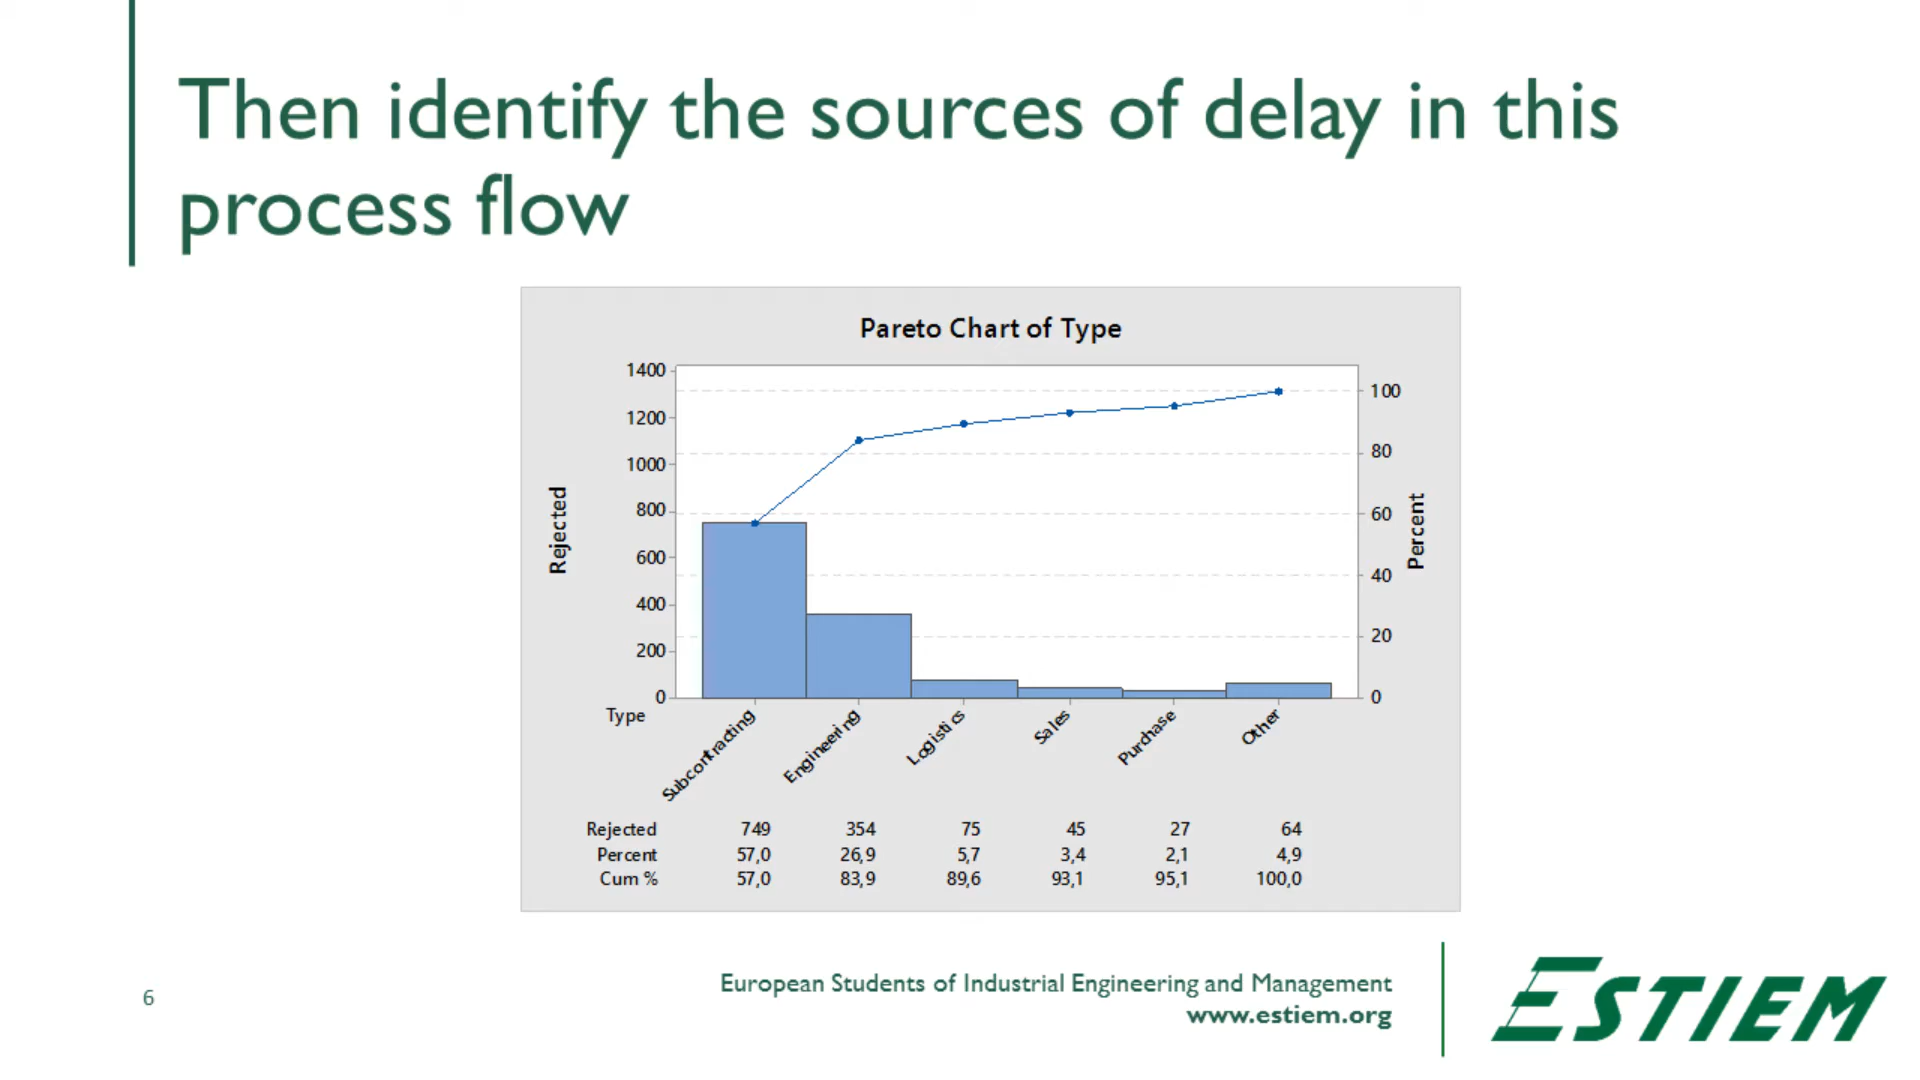 Then identify the sources of delay in this
process flow
Pareto Chart of Type
1400
1200
1000
800
600
400
200
0
Rejected
100
80
60
40
20
0
Percent
Type
Subcontracting
Engineering
Logistics
Sales
Purchase
Other
Rejected 749 354 75 45 27 64
Percent 57,0 26,9 5,7 3,4 2,1 4,9
Cum % 57,0 83,9 89,6 93,1 95,1 100,0
6
European Students of Industrial Engineering and Management
www.estiem.org
ESTIEM